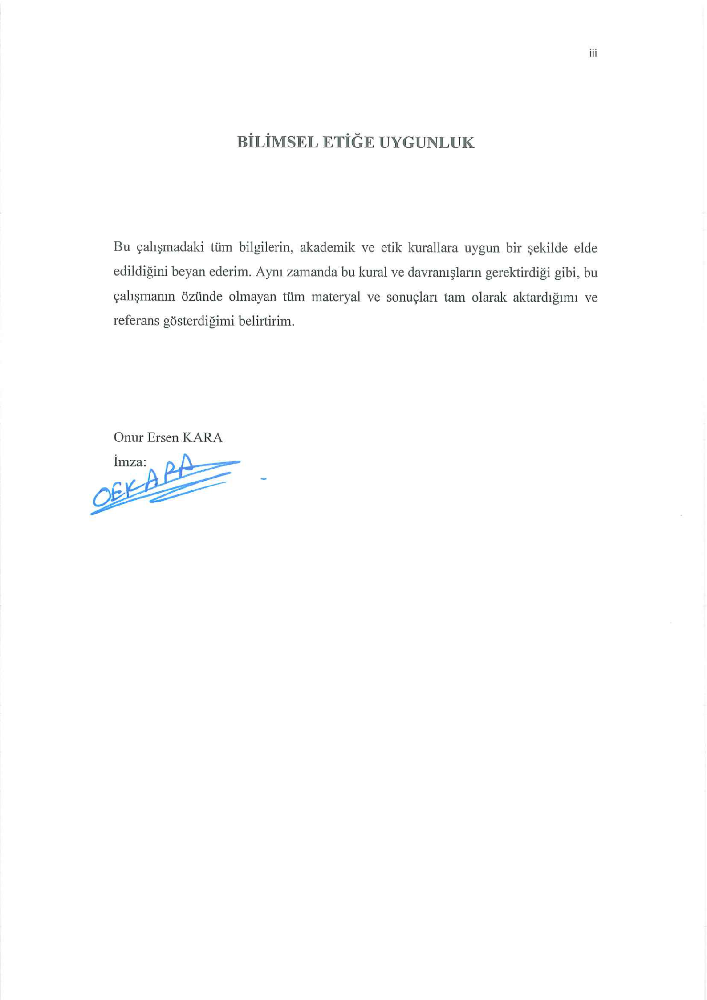 iii
BİLİMSEL ETİĞE UYGUNLUK
Bu çalışmadaki tüm bilgilerin, akademik ve etik kurallara uygun bir şekilde elde
edildiğini beyan ederim. Aynı zamanda bu kural ve davranışların gerektirdiği gibi, bu
çalışmanın özünde olmayan tüm materyal ve sonuçları tam olarak aktardığımı ve
referans gösterdiğimi belirtirim.
Onur Ersen KARA
İmza:
OEKARA